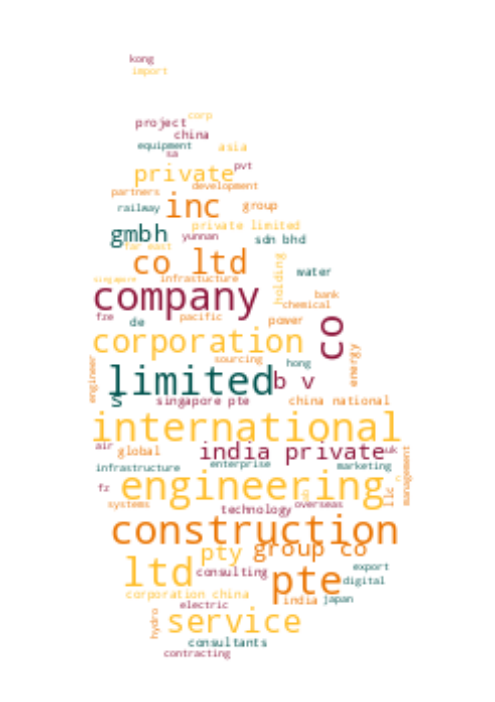 kong
import
corp
project
china
equipment
asia
sa
pvt
private
development
partners
inc
group
railway
private limited
gmbh
yunnan
sdn bhd
far east
co ltd
holding
water
singapore
infrastucture
company
bank
chemical
fze
de
pacific
power
co
corporation
sourcing
hong
energy
engineer
limited
b v
s
singapore pte
china national
international
air
global
india private
uk
infrastructure
enterprise
marketing
management
fz
engineering
llc
systems
technology
overseas
construction
pty
group co
ltd
consulting
pte
export
digital
corporation china
india
japan
electric
hydro
service
consultants
contracting